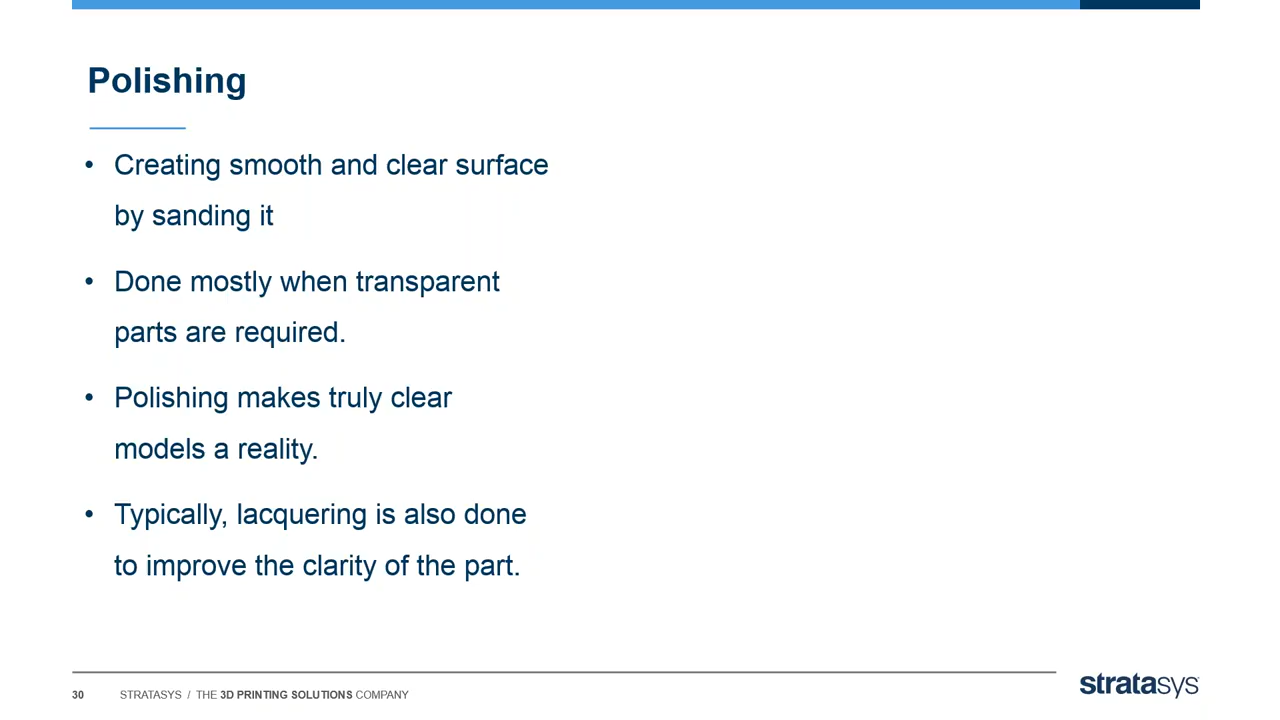 Polishing
• Creating smooth and clear surface
by sanding it
• Done mostly when transparent
parts are required.
• Polishing makes truly clear
models a reality.
• Typically, lacquering is also done
to improve the clarity of the part.
30 STRATASYS / THE 3D PRINTING SOLUTIONS COMPANY
stratasys